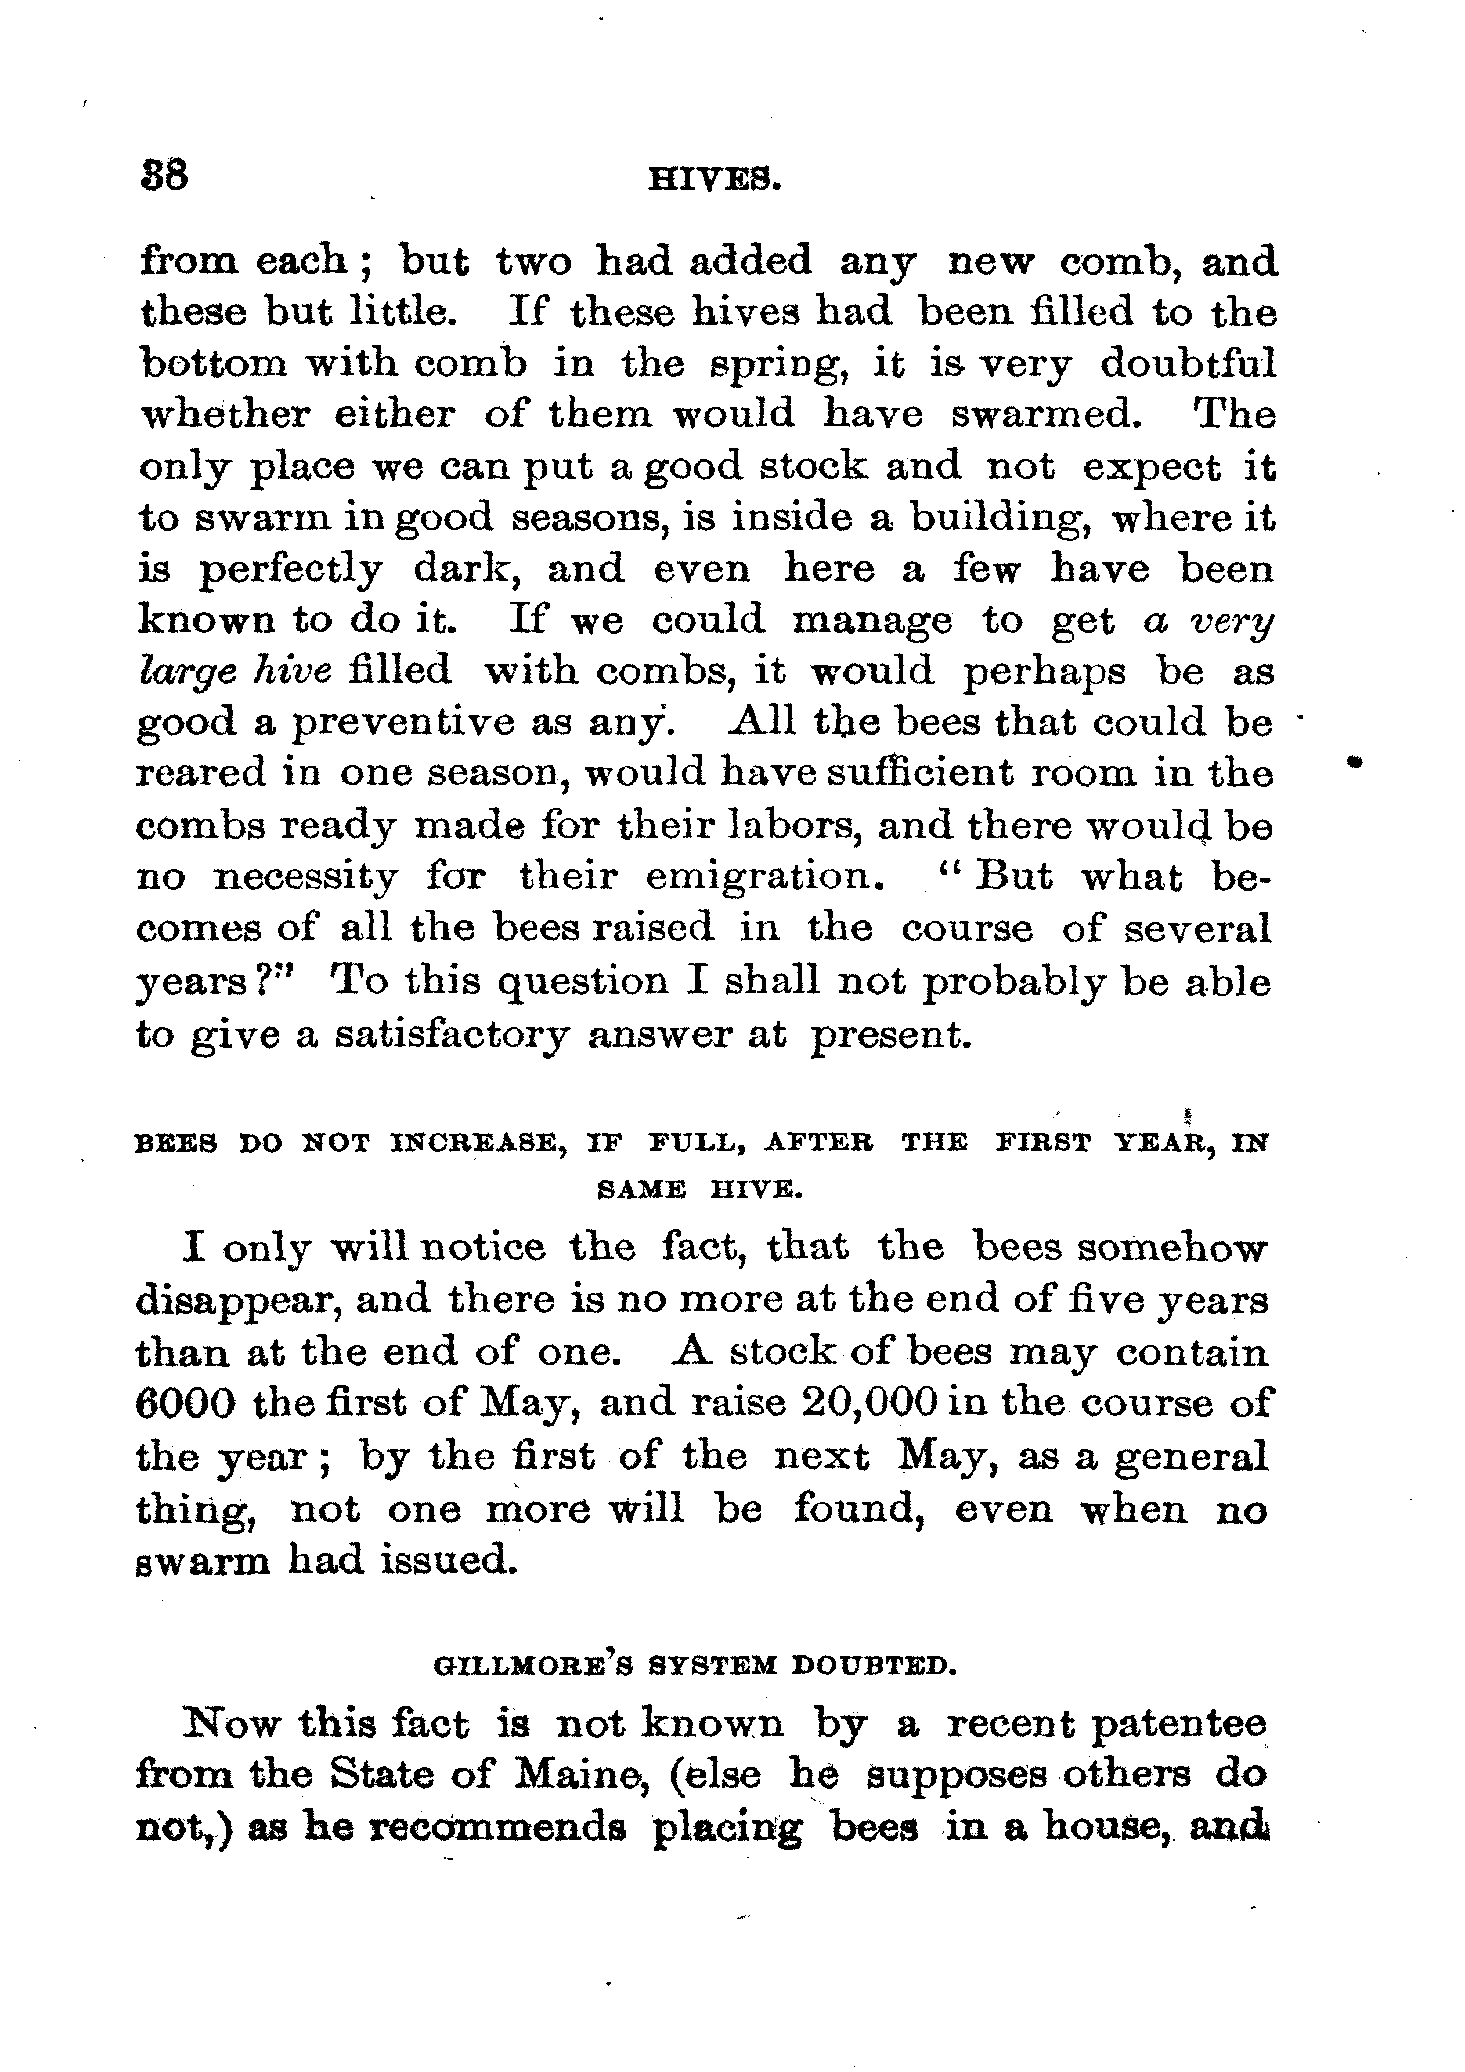 38 HIVES.
from each; but two had added any new comb, and
these but little. If these hives had been filled to the
bottom with comb in the spring, it is very doubtful
whether either of them would have swarmed. The
only place we can put a good stock and not expect it
to swarm in good seasons, is inside a building, where it
is perfectly dark, and even here a few have been
known to do it. If we could manage to get a very
large hive filled with combs, it would perhaps be as
good a preventive as any. All the bees that could be
reared in one season, would have sufficient room in the
combs ready made for their labors, and there would be
no necessity for their emigration. "But what be-
comes of all the bees raised in the course of several
years?" To this question I shall not probably be able
to give a satisfactory answer at present.
BEES DO NOT INCREASE, IF FULL, AFTER THE FIRST YEAR, IN
SAME HIVE.
I only will notice the fact, that the bees somehow
disappear, and there is no more at the end of five years
than at the end of one. A stock of bees may contain
6000 the first of May, and raise 20,000 in the course of
the year; by the first of the next May, as a general
thing, not one more will be found, even when no
swarm had issued.
GILLMORE'S SYSTEM DOUBTED.
Now this fact is not known by a recent patentee
from the State of Maine, (else he supposes others do
not,) as he recommends placing bees in a house, and